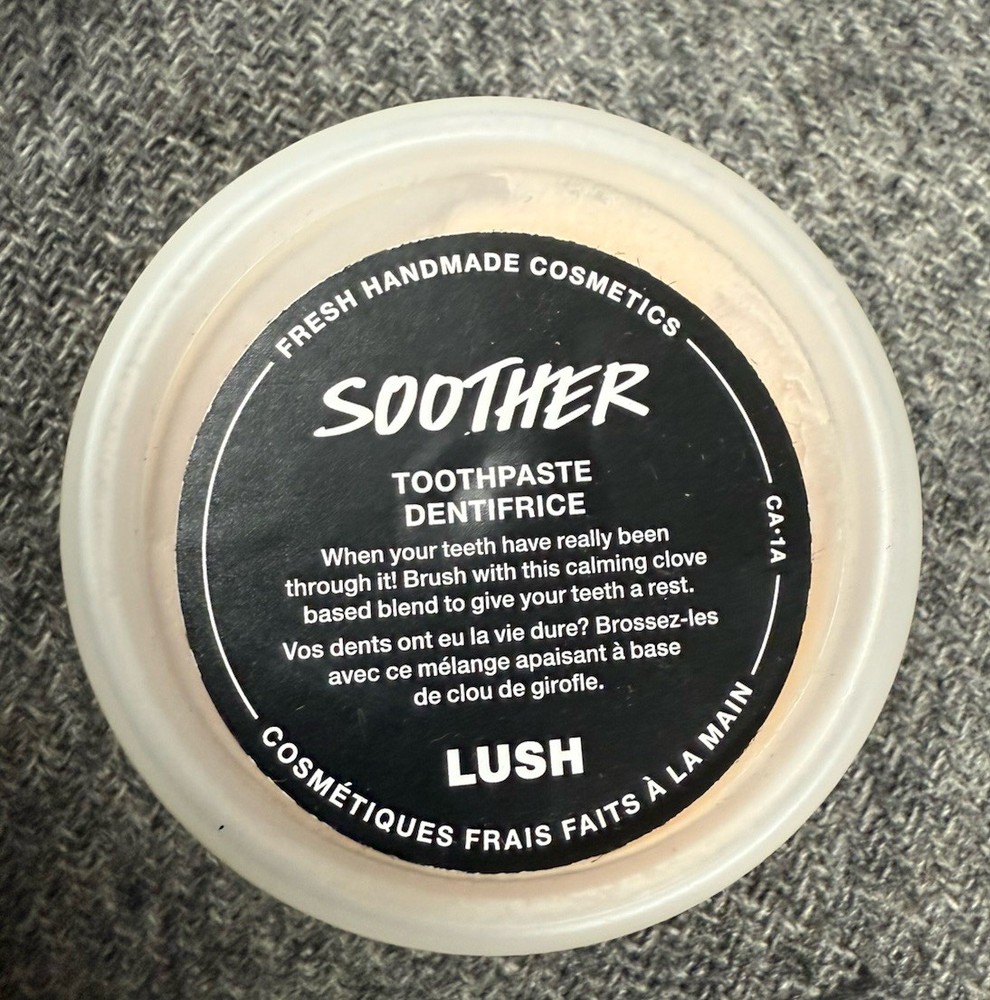 FRESH HANDMADE COSMETICS
SOOTHER
TOOTHPASTE
DENTIFRICE
When your teeth have really been
through it! Brush with this calming clove
based blend to give your teeth a rest.
Vos dents ont eu la vie dure? Brossez-les
avec ce mélange apaisant à base
de clou de girofle.
CA•1A
LUSH
COSMÉTIQUES FRAIS FAITS À LA MAIN